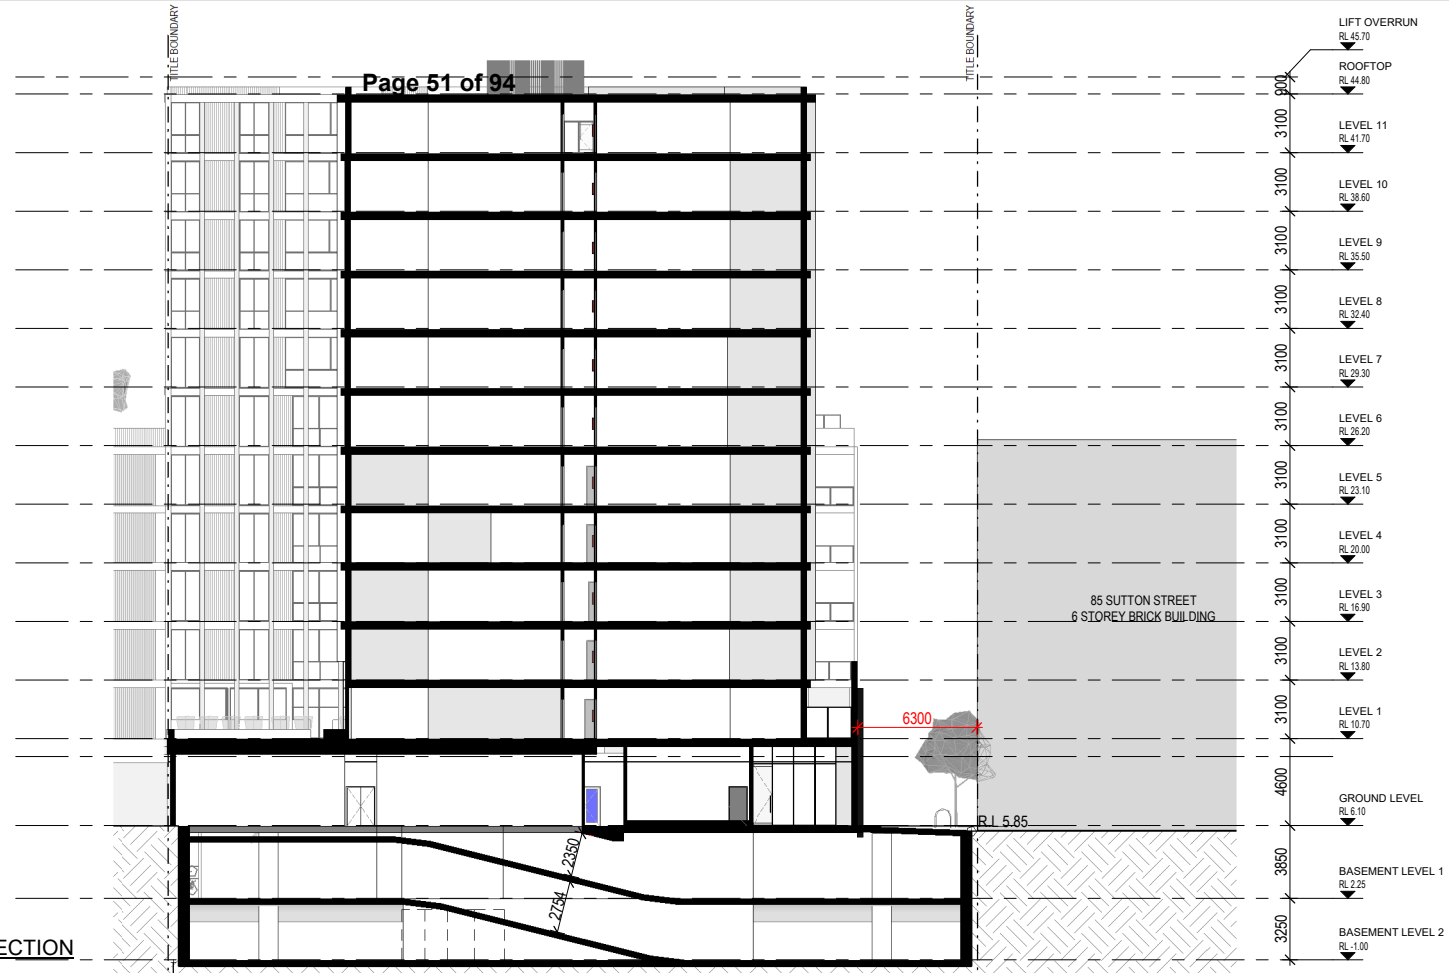 TITLE BOUNDARY
TITLE BOUNDARY
Page 51 of 94
LIFT OVERRUN
RL 45.70
ROOFTOP
RL 44.80
900
3100
LEVEL 11
RL 41.70
3100
LEVEL 10
RL 38.60
3100
LEVEL 9
RL 35.50
3100
LEVEL 8
RL 32.40
3100
LEVEL 7
RL 29.30
3100
LEVEL 6
RL 26.20
3100
LEVEL 5
RL 23.10
3100
LEVEL 4
RL 20.00
3100
LEVEL 3
RL 16.90
85 SUTTON STREET
6 STOREY BRICK BUILDING
3100
LEVEL 2
RL 13.80
3100
LEVEL 1
RL 10.70
6300
4600
GROUND LEVEL
RL 6.10
R.L 5.85
2350
3850
BASEMENT LEVEL 1
RL 2.25
2754
3250
BASEMENT LEVEL 2
RL -1.00
ECTION